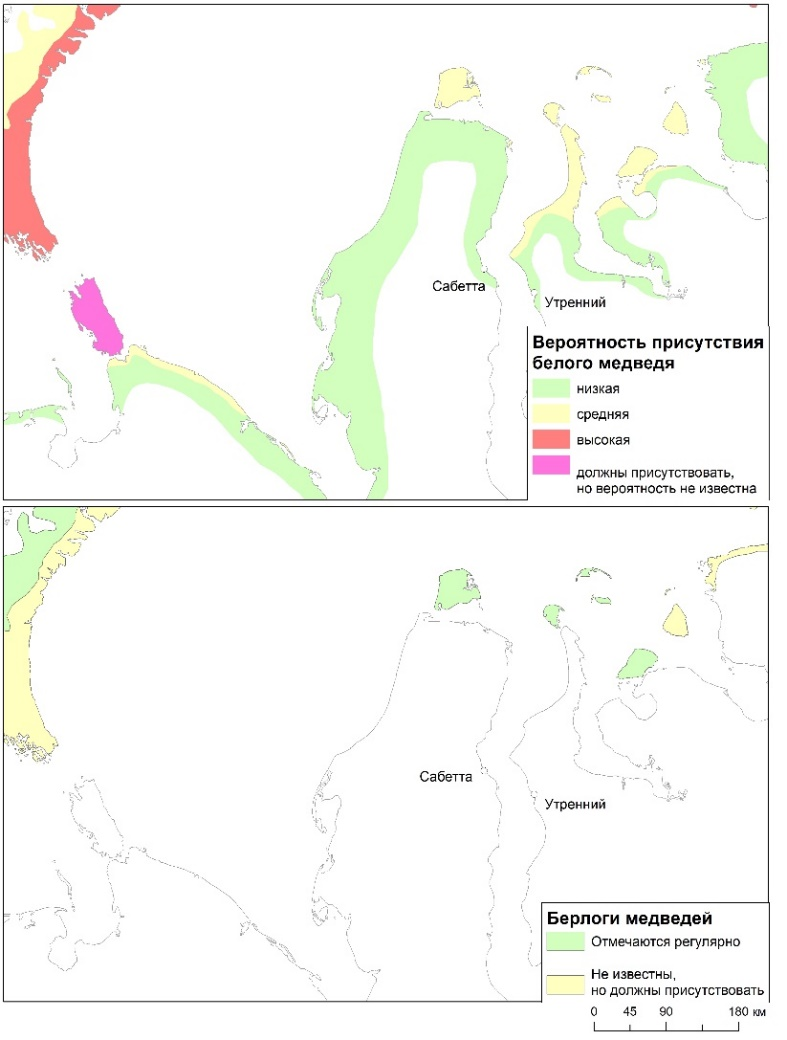 Сабетта
Утренний
Вероятность присутствия
белого медведя
низкая
средняя
высокая
должны присутствовать,
но вероятность не известна
Сабетта
Утренний
Берлоги медведей
Отмечаются регулярно
Не известны,
но должны присутствовать
0 45 90 180 км